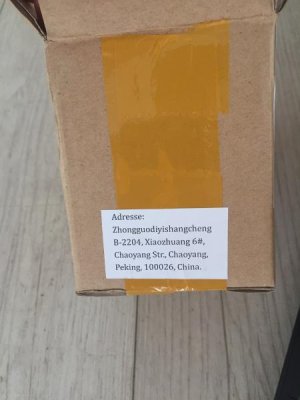 Adresse:
Zhongguodiyishangcheng
B-2204, Xiaozhuang 6#,
Chaoyang Str., Chaoyang,
Peking, 100026, China.